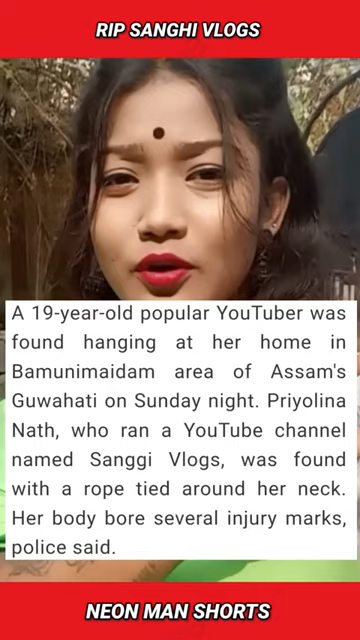 RIP SANGHI VLOGS
A 19-year-old popular YouTuber was
found hanging at her home in
Bamunimaidam area of Assam's
Guwahati on Sunday night. Priyolina
Nath, who ran a YouTube channel
named Sanggi Vlogs, was found
with a rope tied around her neck.
Her body bore several injury marks,
police said.
NEON MAN SHORTS